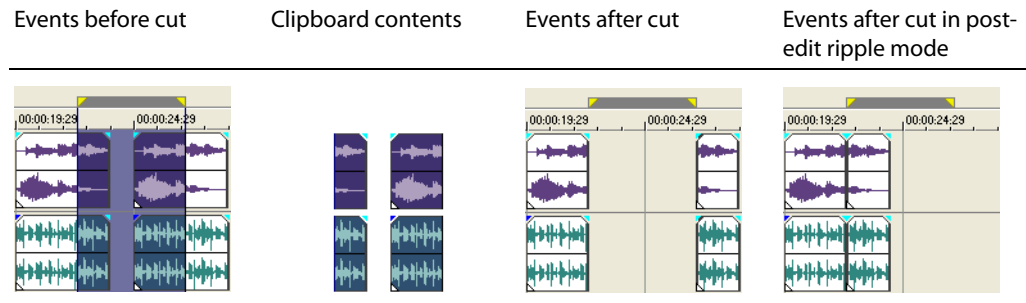 Events before cut
Clipboard contents
Events after cut
Events after cut in post-
edit ripple mode
00:00:19:29 00:00:24:29
00:00:19:29 00:00:24:29
00:00:19:29 00:00:24:29